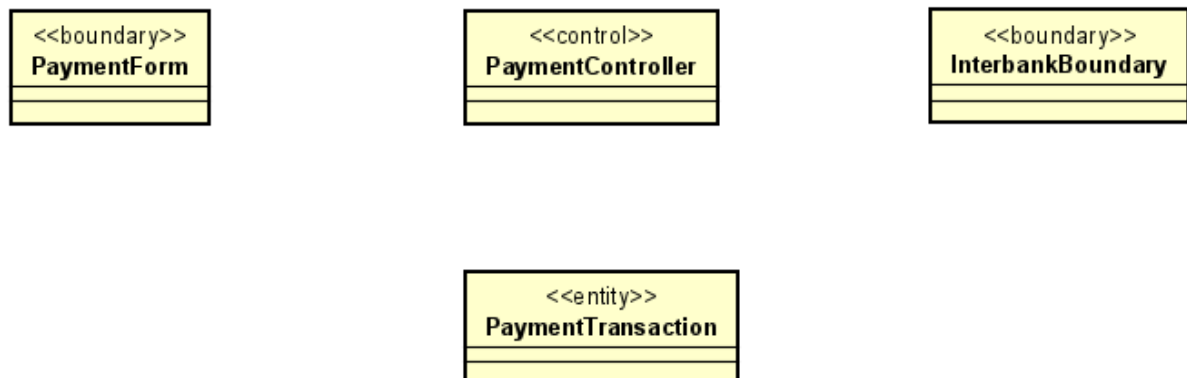 <<boundary>>
PaymentForm
<<control>>
PaymentController
<<boundary>>
InterbankBoundary
<<entity>>
PaymentTransaction